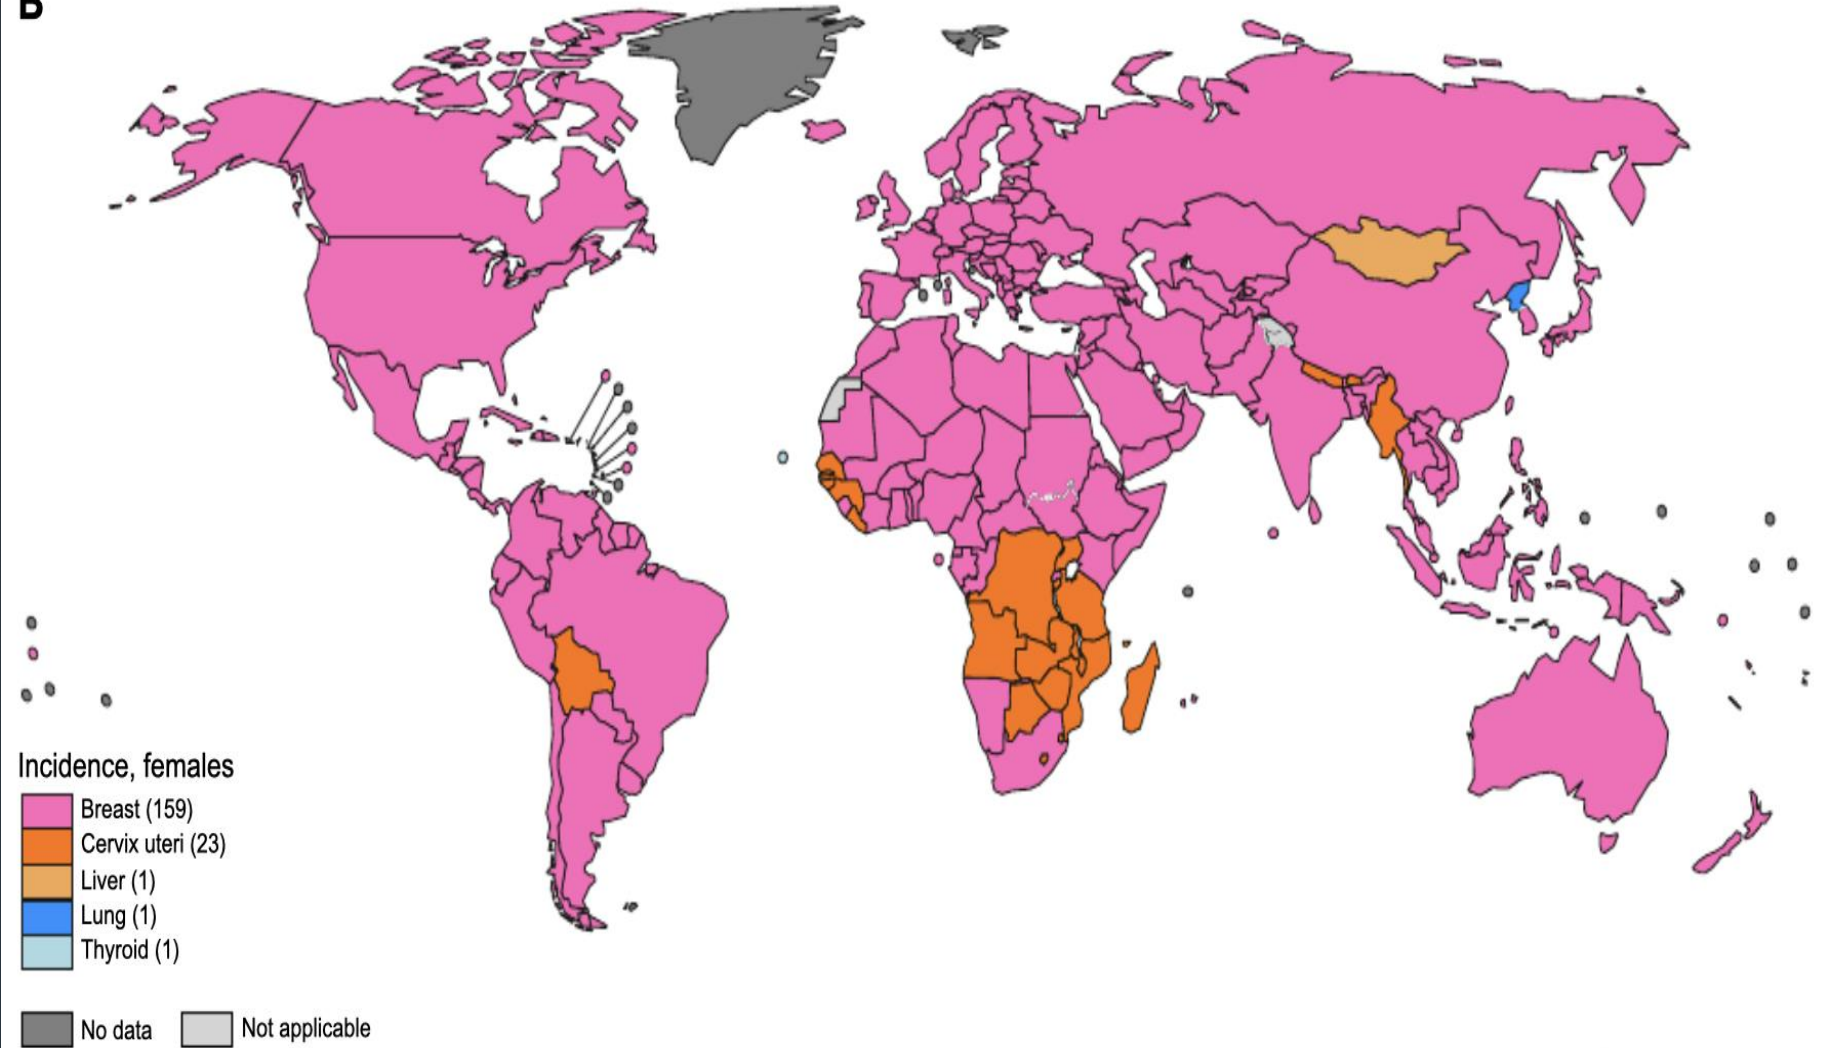 B
Incidence, females
Breast (159)
Cervix uteri (23)
Liver (1)
Lung (1)
Thyroid (1)
No data
Not applicable